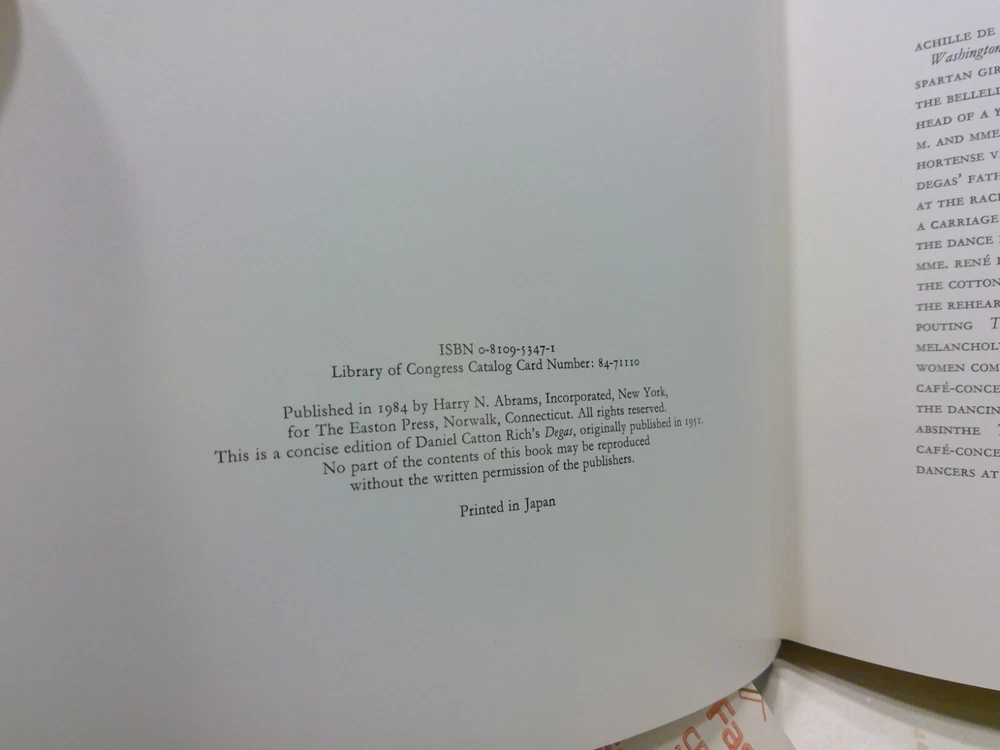 ISBN 0-8109-5347-1
Library of Congress Catalog Card Number: 84-71110
Published in 1984 by Harry N. Abrams, Incorporated, New York,
for The Easton Press, Norwalk, Connecticut. All rights reserved.
This is a concise edition of Daniel Catton Rich's Degas, originally published in 1951.
No part of the contents of this book may be reproduced
without the written permission of the publishers.
Printed in Japan
ACHILLE DE
Washington
SPARTAN GIR
THE BELLELL
HEAD OF A Y
M. AND MME
HORTENSE V
DEGAS' FATH
AT THE RAC
A CARRIAGE
THE DANCE
MME. RENÉ
THE COTTON
THE REHEAR
POUTING T
MELANCHOLY
WOMEN COM
CAFÉ-CONCE
THE DANCIN
ABSINTHE
CAFÉ-CONCE
DANCERS AT